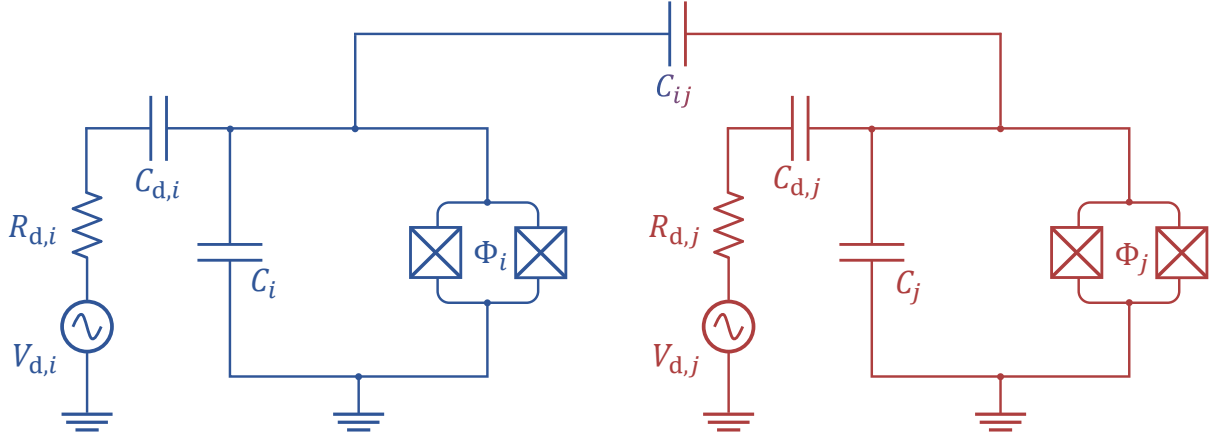 C_{ij}
C_{d,i}
C_{d,j}
R_{d,i}
Φ_i
R_{d,j}
Φ_j
C_i
C_j
V_{d,i}
V_{d,j}